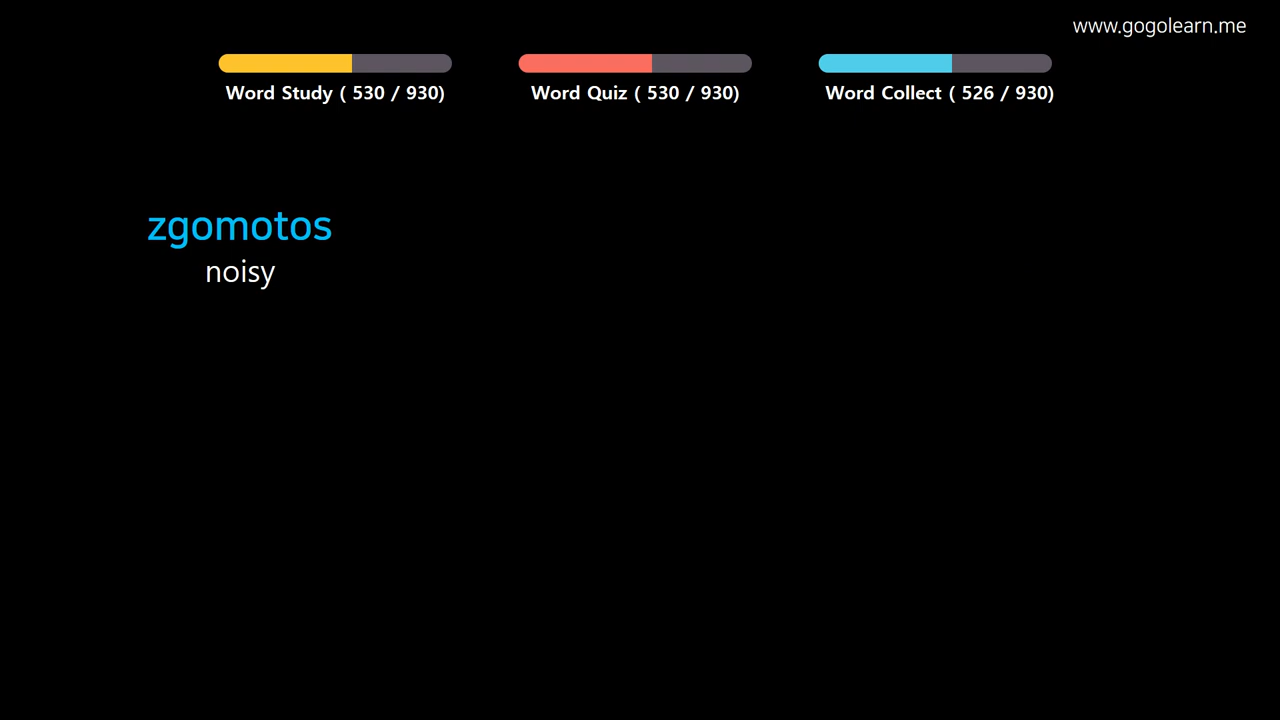 www.gogolearn.me
Word Study ( 530 / 930)
Word Quiz ( 530 / 930)
Word Collect ( 526 / 930)
zgomotos
noisy